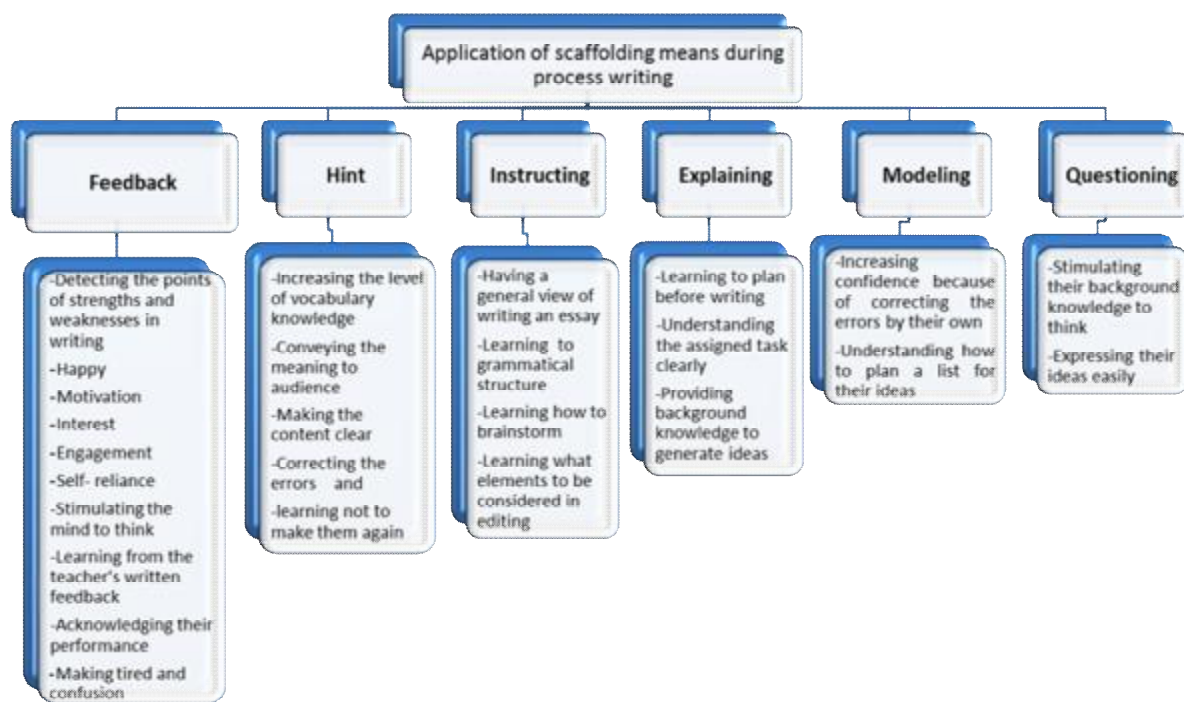 Application of scaffolding means during
process writing
Feedback
Hint
Instructing
Explaining
Modeling
Questioning
-Detecting the points
of strengths and
weaknesses in
writing
-Happy
-Motivation
-Interest
-Engagement
-Self- reliance
-Stimulating the
mind to think
-Learning from the
teacher's written
feedback
-Acknowledging their
performance
-Making tired and
confusion
-Increasing the level
of vocabulary
knowledge
-Conveying the
meaning to
audience
-Making the
content clear
-Correcting the
errors and
-learning not to
make them again
-Having a
general view of
writing an essay
-Learning to
grammatical
structure
-Learning how to
brainstorm
-Learning what
elements to be
considered in
editing
-Learning to plan
before writing
-Understanding
the assigned task
clearly
-Providing
background
knowledge to
generate ideas
-Increasing
confidence because
of correcting the
errors by their own
-Understanding how
to plan a list for
their ideas
-Stimulating
their background
knowledge to
think
-Expressing their
ideas easily